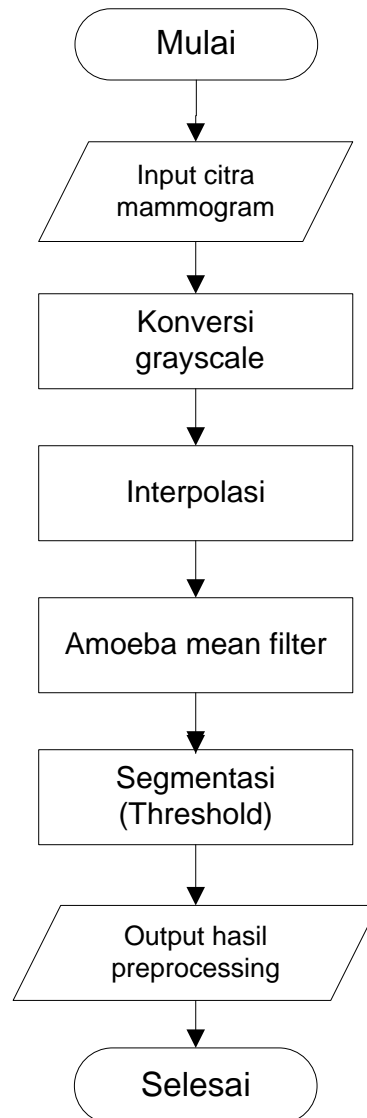 Mulai
Input citra
mammogram
Konversi
grayscale
Interpolasi
Amoeba mean filter
Segmentasi
(Threshold)
Output hasil
preprocessing
Selesai